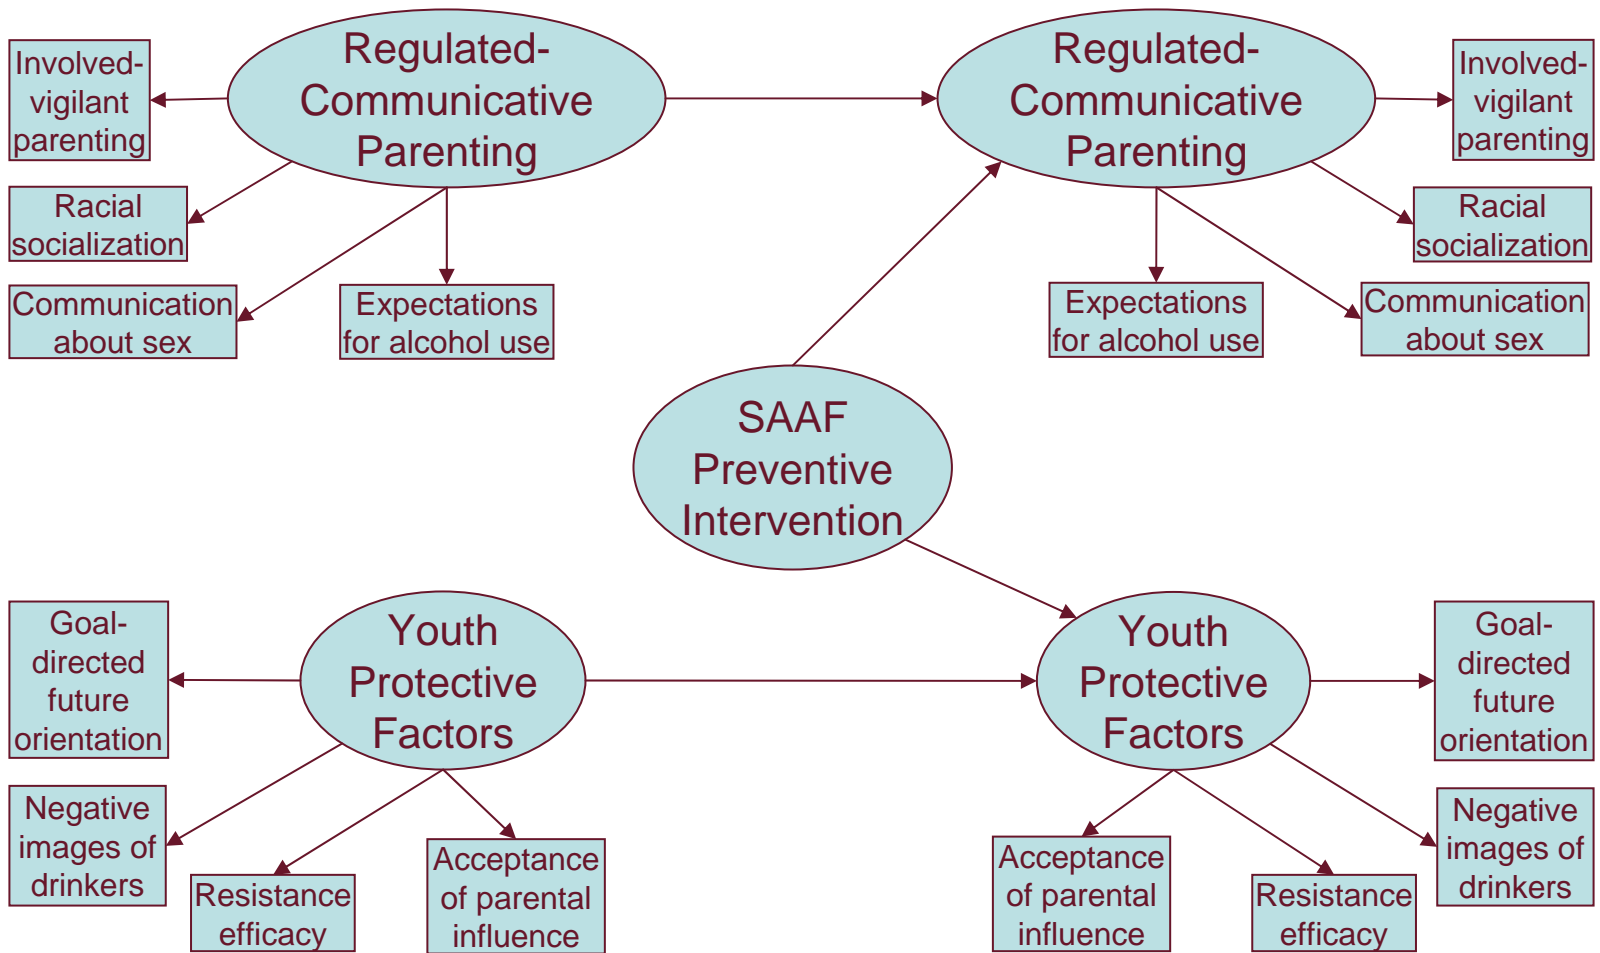 Involved-
vigilant
parenting
Regulated-
Communicative
Parenting
Regulated-
Communicative
Parenting
Involved-
vigilant
parenting
Racial
socialization
Racial
socialization
Communication
about sex
Expectations
for alcohol use
Expectations
for alcohol use
Communication
about sex
SAAF
Preventive
Intervention
Goal-
directed
future
orientation
Youth
Protective
Factors
Youth
Protective
Factors
Goal-
directed
future
orientation
Negative
images of
drinkers
Resistance
efficacy
Acceptance
of parental
influence
Acceptance
of parental
influence
Resistance
efficacy
Negative
images of
drinkers